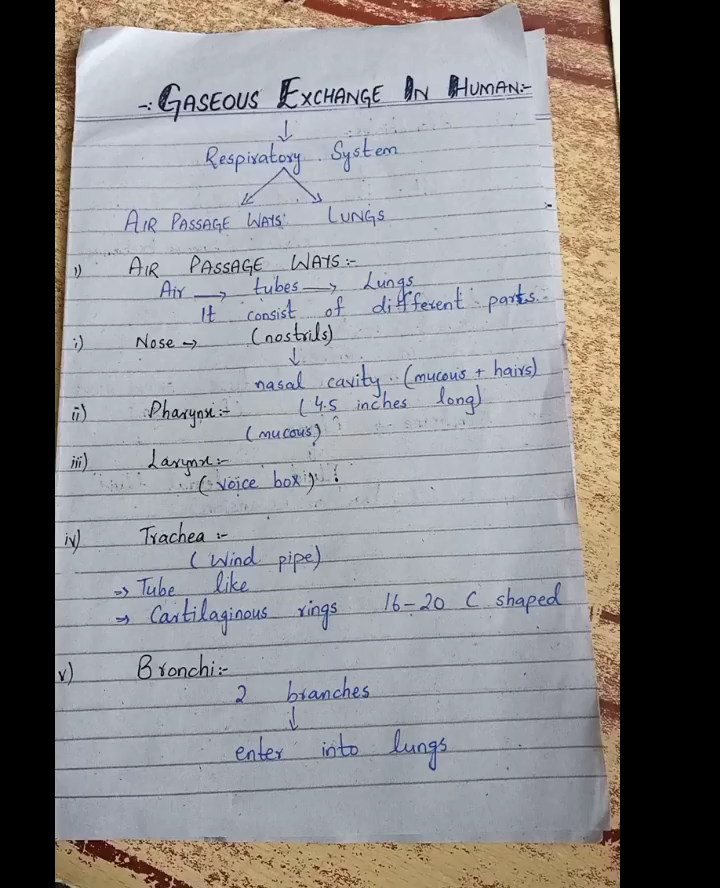 -: GASEOUS EXCHANGE IN HUMAN:-
↓
Respiratory System
AIR PASSAGE WAYS: LUNGS
1) AIR PASSAGE WAYS:-
Air → tubes → Lungs
It consist of different parts.
i) Nose → (nostrils)
↓
nasal cavity. (mucous + hairs)
ii) Pharynx:- (4.5 inches long)
(mucous)
iii) Larynx:-
(voice box)
iv) Trachea :-
(Wind pipe)
⇒ Tube like
⇒ Cartilaginous rings 16-20 C shaped
v) Bronchi:-
2 branches
↓
enter into lungs